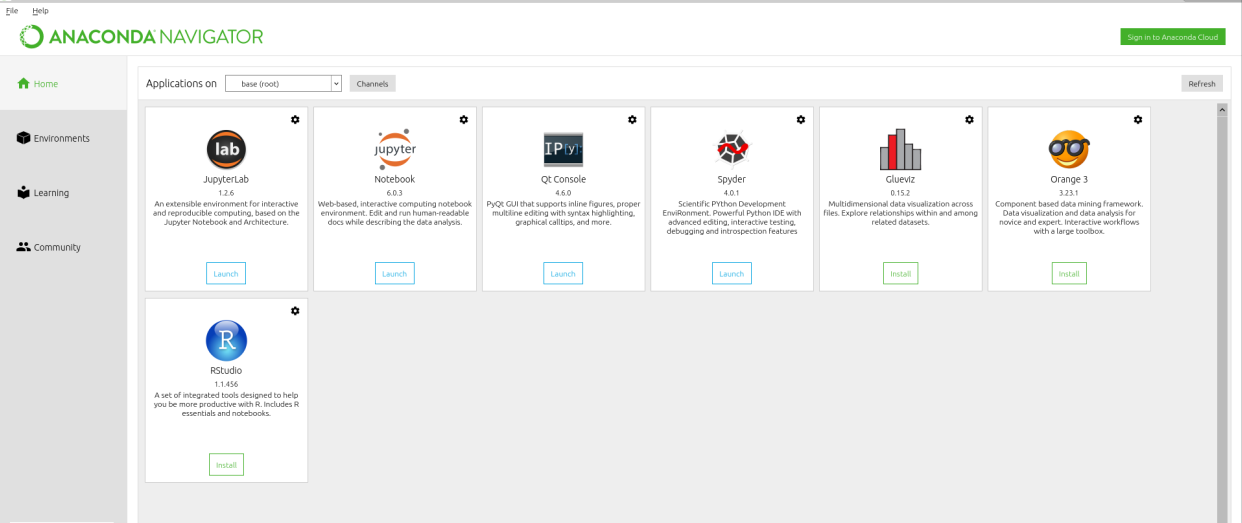 File Help
ANACONDA NAVIGATOR
Sign in to Anaconda Cloud
Home
Environments
Learning
Community
Applications on base (root) Channels Refresh
lab
JupyterLab
1.2.6
An extensible environment for interactive
and reproducible computing, based on the
Jupyter Notebook and Architecture.
Launch
jupyter
Notebook
6.0.3
Web-based, interactive computing notebook
environment. Edit and run human-readable
docs while describing the data analysis.
Launch
IP[y]:
Qt Console
4.6.0
PyQt GUI that supports inline figures, proper
multiline editing with syntax highlighting,
graphical calltips, and more.
Launch
Spyder
4.0.1
Scientific PYthon Development
EnviRonment. Powerful Python IDE with
advanced editing, interactive testing,
debugging and introspection features
Launch
Glueviz
0.15.2
Multidimensional data visualization across
files. Explore relationships within and among
related datasets.
Install
Orange 3
3.23.1
Component based data mining framework.
Data visualization and data analysis for
novice and expert. Interactive workflows
with a large toolbox.
Install
R
RStudio
1.1.456
A set of integrated tools designed to help
you be more productive with R. Includes R
essentials and notebooks.
Install